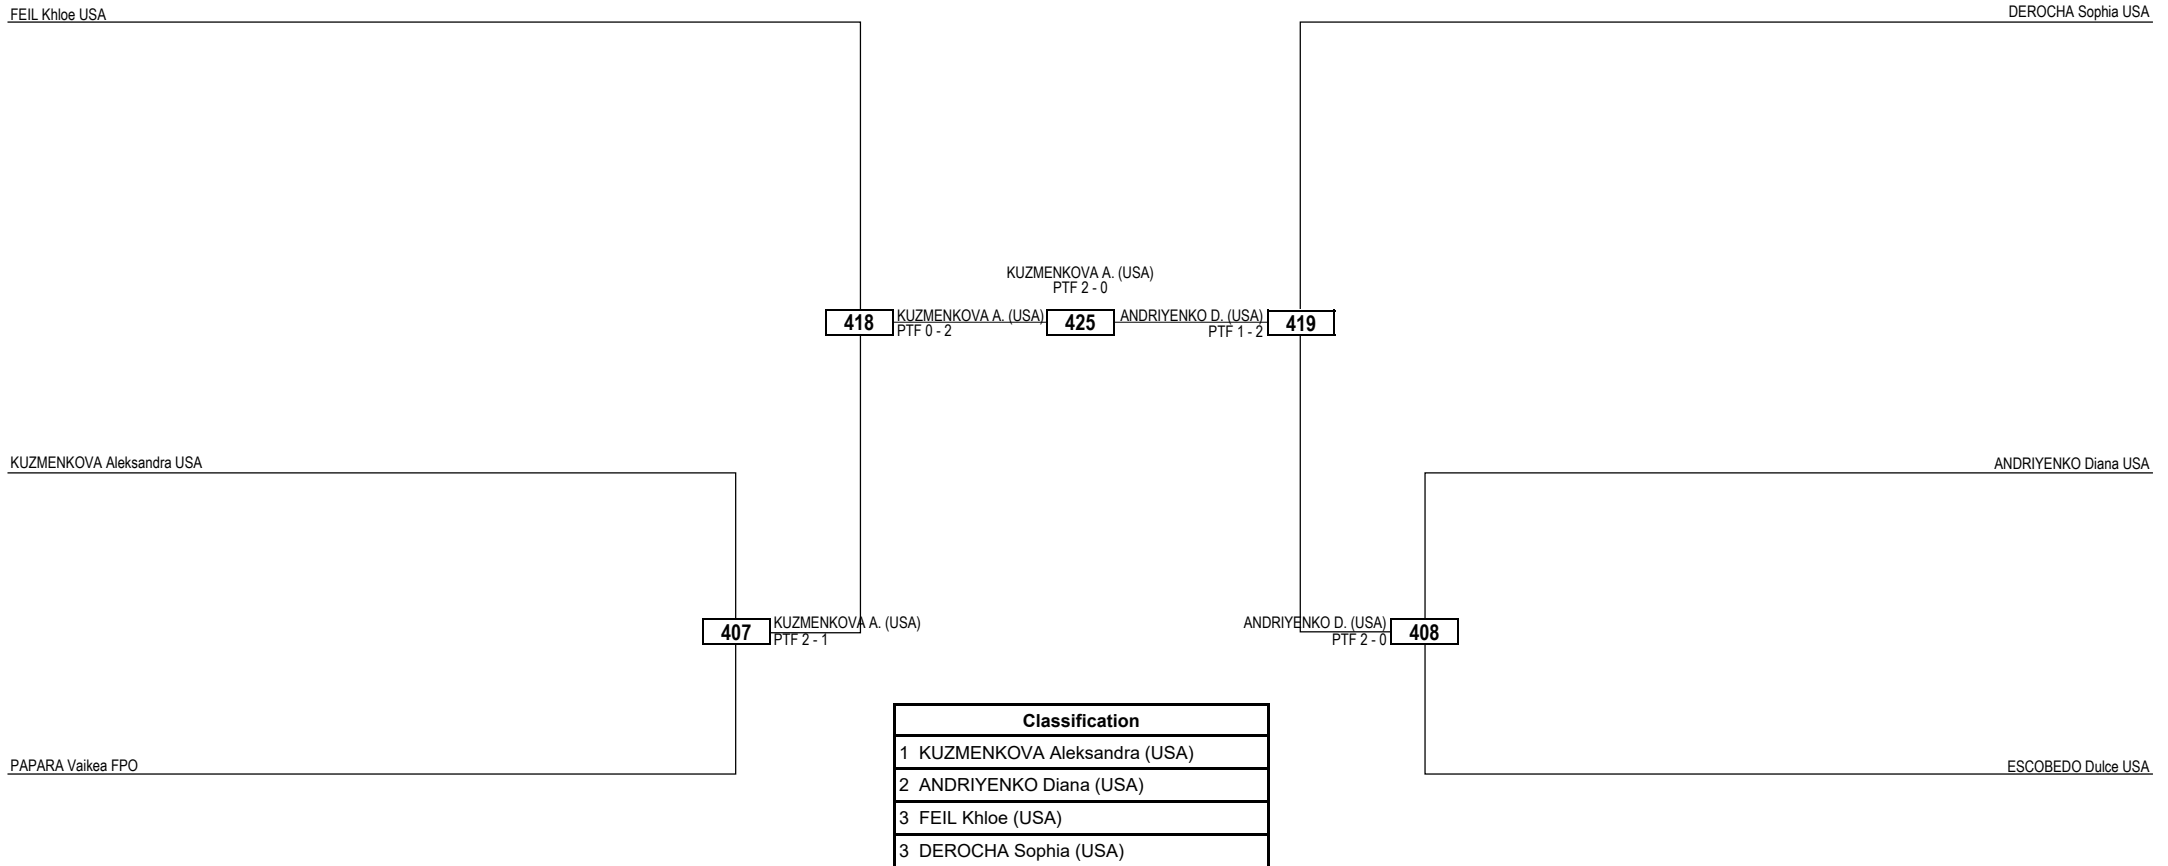 FEIL Khloe USA
DEROCHA Sophia USA
KUZMENKOVA A. (USA)
PTF 2 - 0
418
KUZMENKOVA A. (USA)
PTF 0 - 2
425
ANDRIYENKO D. (USA)
PTF 1 - 2
419
KUZMENKOVA Aleksandra USA
ANDRIYENKO Diana USA
407
KUZMENKOVA A. (USA)
PTF 2 - 1
ANDRIYENKO D. (USA)
PTF 2 - 0
408
PAPARA Vaikea FPO
ESCOBEDO Dulce USA
Classification
1 KUZMENKOVA Aleksandra (USA)
2 ANDRIYENKO Diana (USA)
3 FEIL Khloe (USA)
3 DEROCHA Sophia (USA)